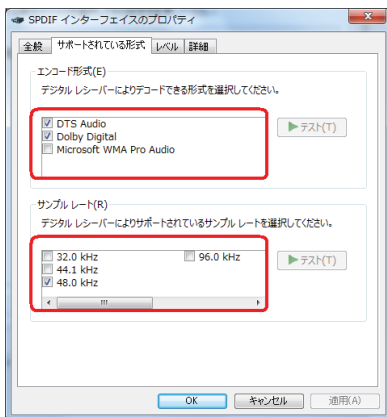 SPDIF インターフェイスのプロパティ
全般 サポートされている形式 レベル 詳細
エンコード形式(E)
デジタル レシーバーによりデコードできる形式を選択してください。
DTS Audio
Dolby Digital
Microsoft WMA Pro Audio
テスト(T)
サンプル レート(R)
デジタル レシーバーによりサポートされているサンプル レートを選択してください。
32.0 kHz 96.0 kHz
44.1 kHz
48.0 kHz
テスト(T)
OK キャンセル 適用(A)